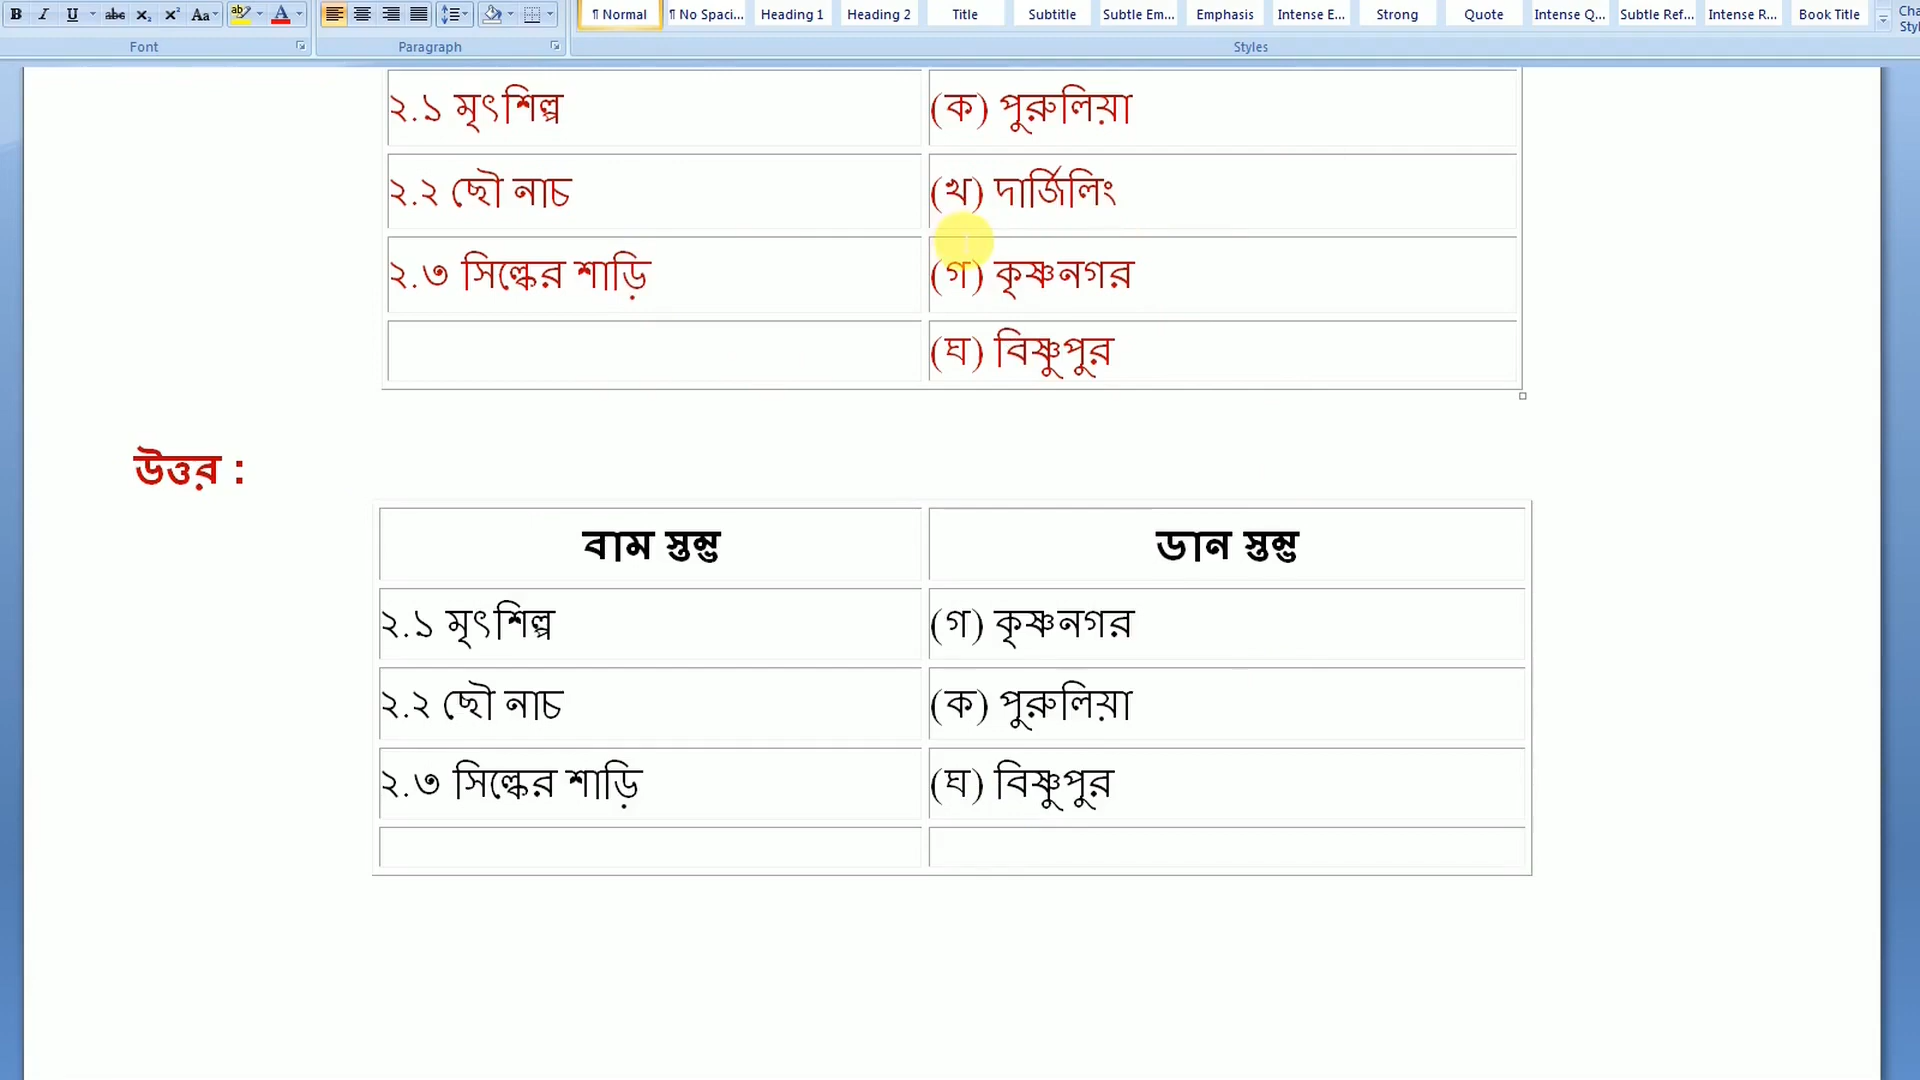 B I U abc x₂ x² Aa ab A
¶ Normal ¶ No Spaci... Heading 1 Heading 2 Title Subtitle Subtle Em... Emphasis Intense E... Strong Quote Intense Q... Subtle Ref... Intense R... Book Title
Font Paragraph Styles
২.১ মৃৎশিল্প (ক) পুরুলিয়া
২.২ ছৌ নাচ (খ) দার্জিলিং
২.৩ সিল্কের শাড়ি (গ) কৃষ্ণনগর
(ঘ) বিষ্ণুপুর
উত্তর :
বাম স্তম্ভ ডান স্তম্ভ
২.১ মৃৎশিল্প (গ) কৃষ্ণনগর
২.২ ছৌ নাচ (ক) পুরুলিয়া
২.৩ সিল্কের শাড়ি (ঘ) বিষ্ণুপুর